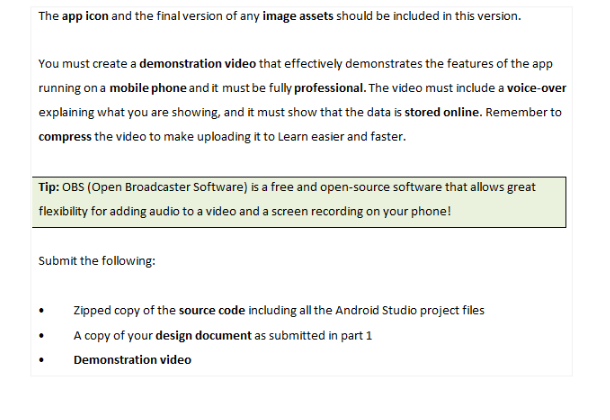 The app icon and the final version of any image assets should be included in this version.
You must create a demonstration video that effectively demonstrates the features of the app
running on a mobile phone and it must be fully professional. The video must include a voice-over
explaining what you are showing, and it must show that the data is stored online. Remember to
compress the video to make uploading it to Learn easier and faster.
Tip: OBS (Open Broadcaster Software) is a free and open-source software that allows great
flexibility for adding audio to a video and a screen recording on your phone!
Submit the following:
• Zipped copy of the source code including all the Android Studio project files
• A copy of your design document as submitted in part 1
• Demonstration video